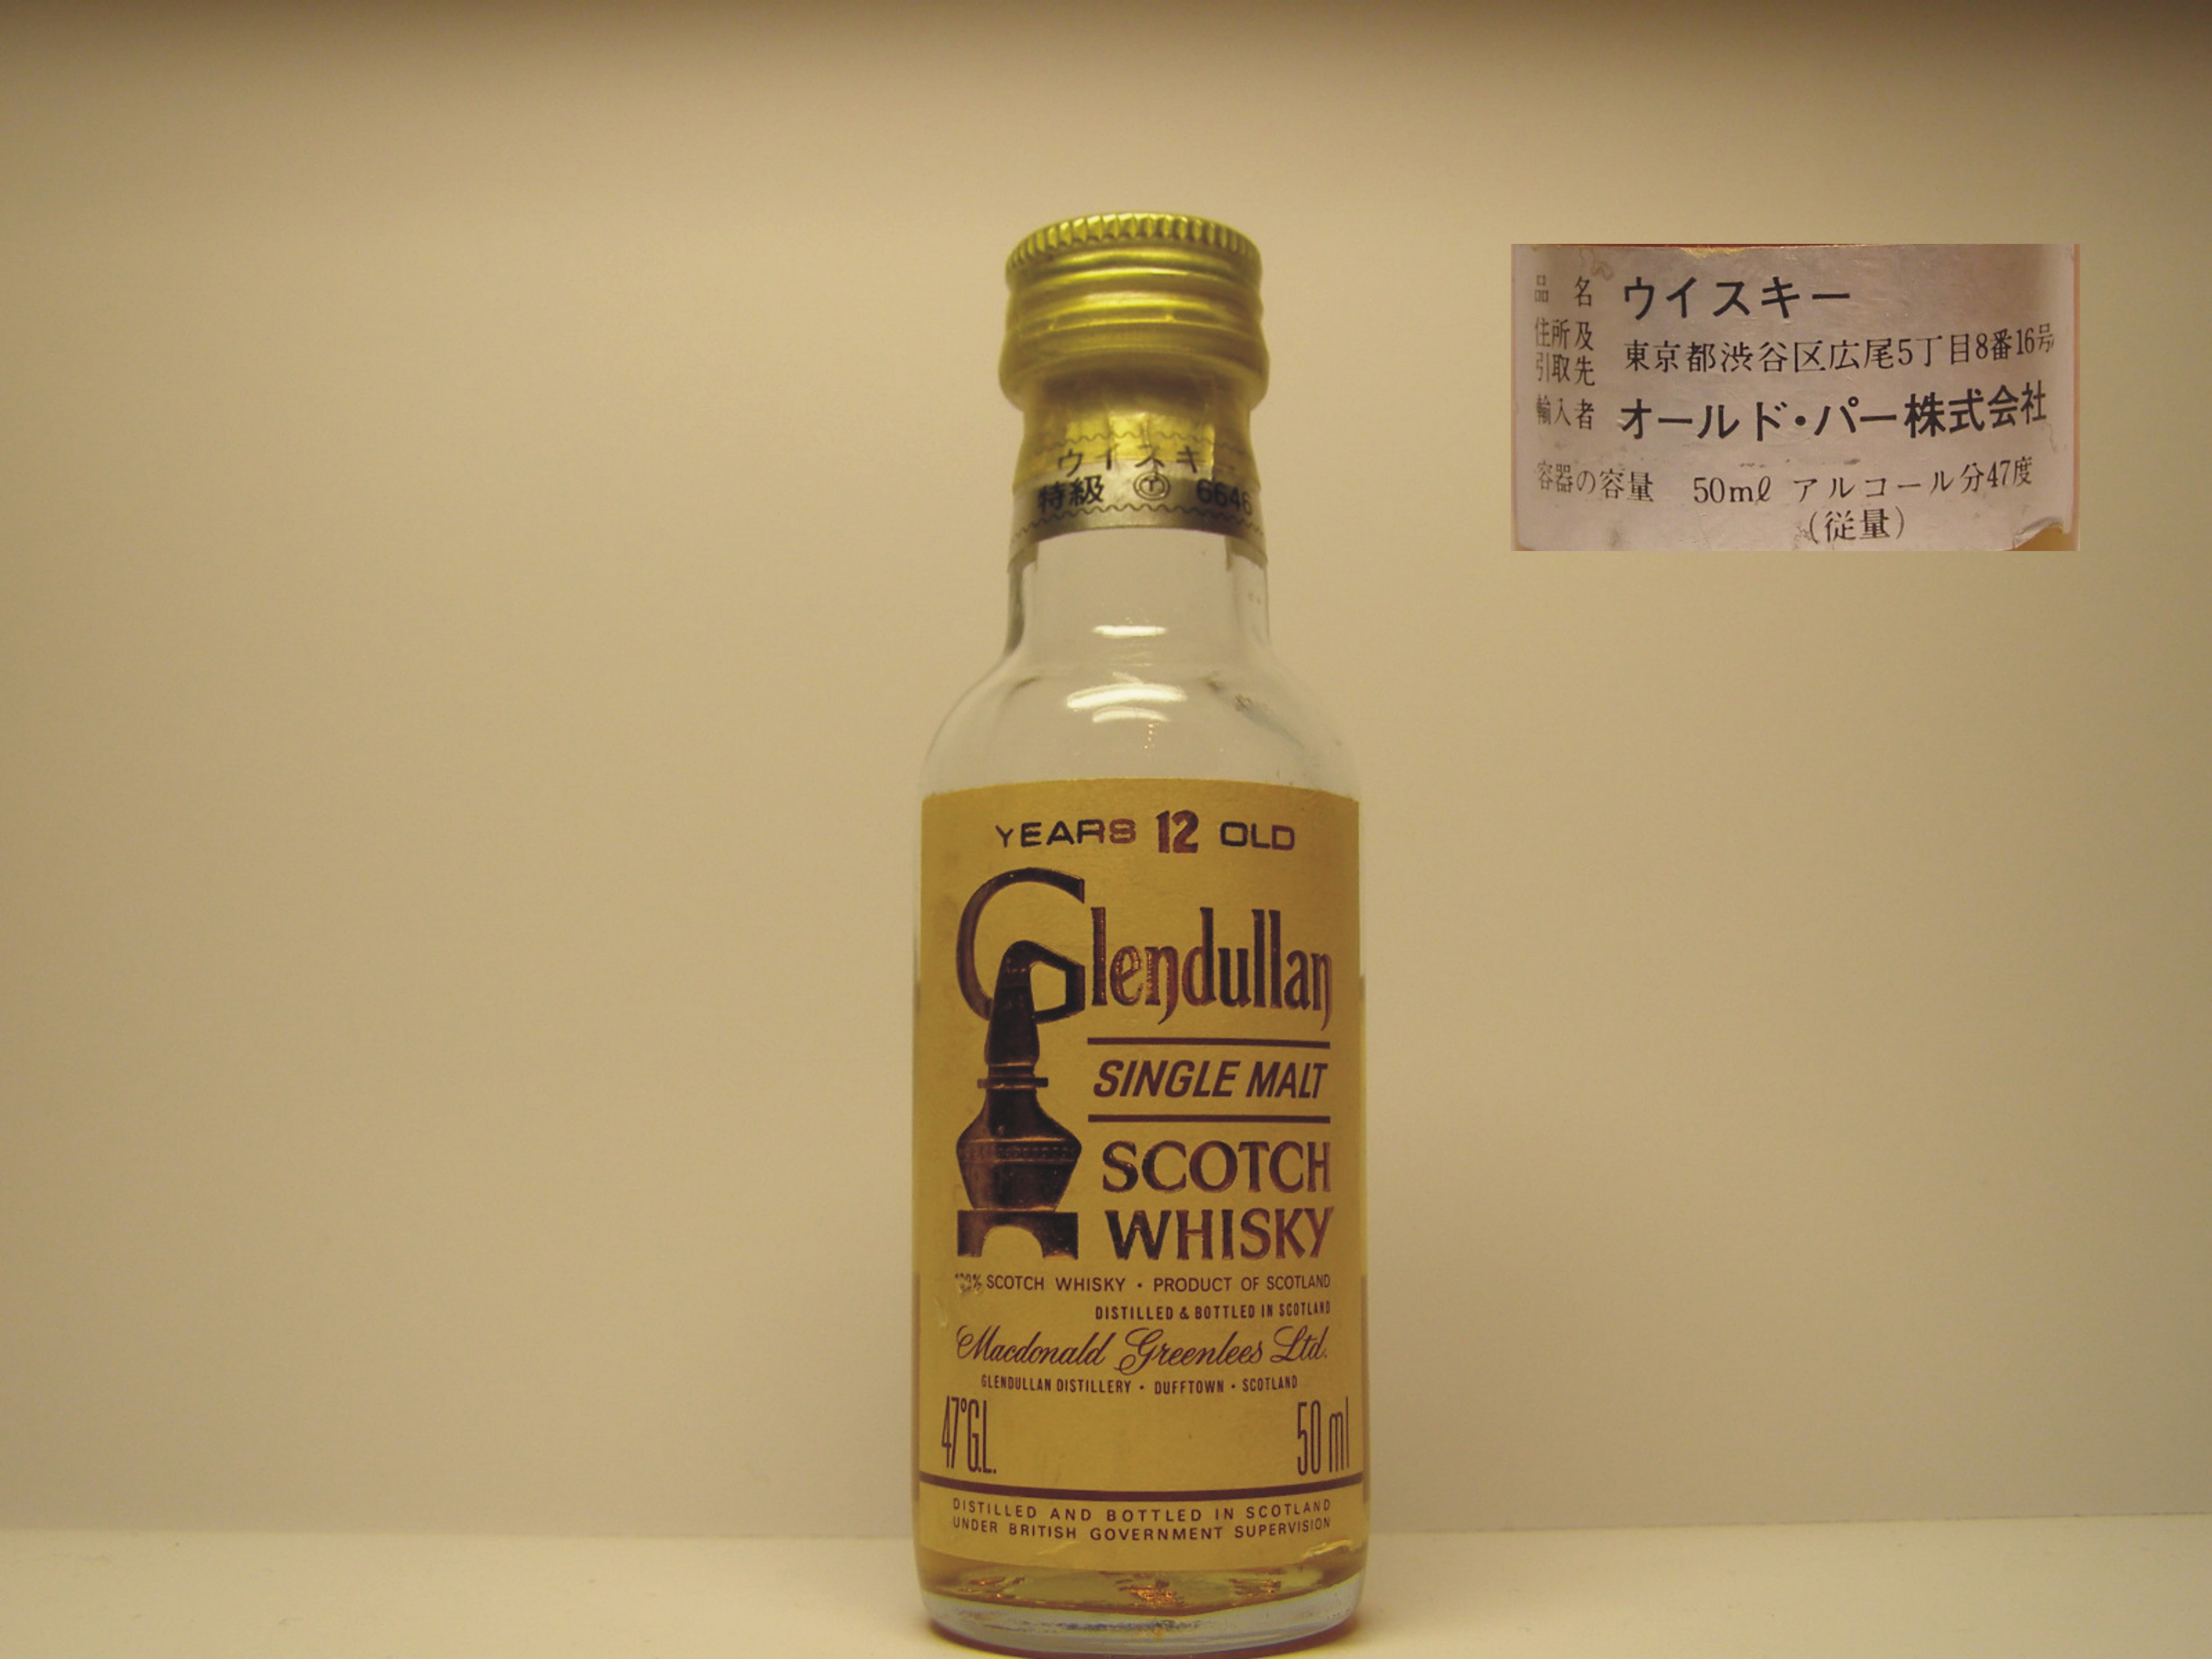 ウイスキ
特級 6646
YEARS 12 OLD
Glendullan
SINGLE MALT
SCOTCH
WHISKY
100% SCOTCH WHISKY • PRODUCT OF SCOTLAND
DISTILLED & BOTTLED IN SCOTLAND
Macdonald Greenlees Ltd.
GLENDULLAN DISTILLERY • DUFFTOWN • SCOTLAND
47°G.L. 50 ml
DISTILLED AND BOTTLED IN SCOTLAND
UNDER BRITISH GOVERNMENT SUPERVISION
品名 ウイスキー
住所及
引取先 東京都渋谷区広尾5丁目8番16号
輸入者 オールド・パー株式会社
容器の容量 50mℓ アルコール分47度
(従量)